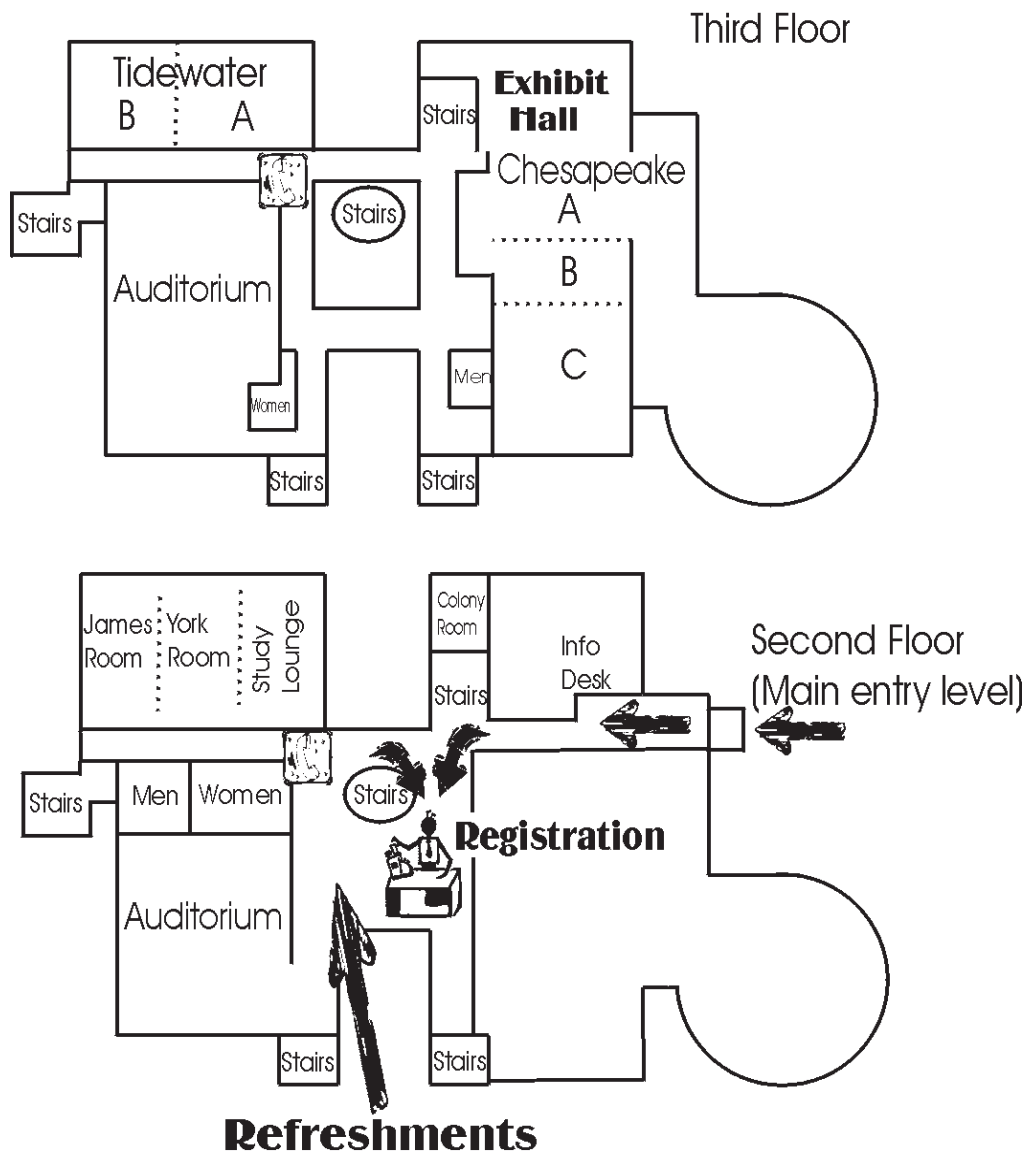 Third Floor
Tidewater
B
A
Stairs
Exhibit
Hall
Chesapeake
A
Stairs
Stairs
B
Auditorium
C
Men
Women
Stairs
Stairs
Second Floor
(Main entry level)
James
Room
York
Room
Study
Lounge
Colony
Room
Info
Desk
Stairs
Stairs
Men
Women
Stairs
Registration
Auditorium
Stairs
Stairs
Refreshments